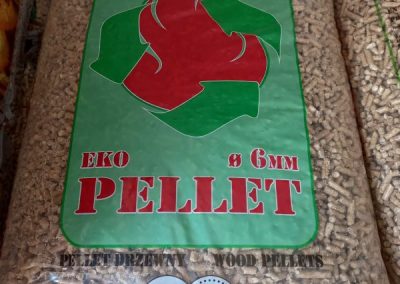 EKO ø 6MM
PELLET
PELLET DRZEWNY WOOD PELLETS